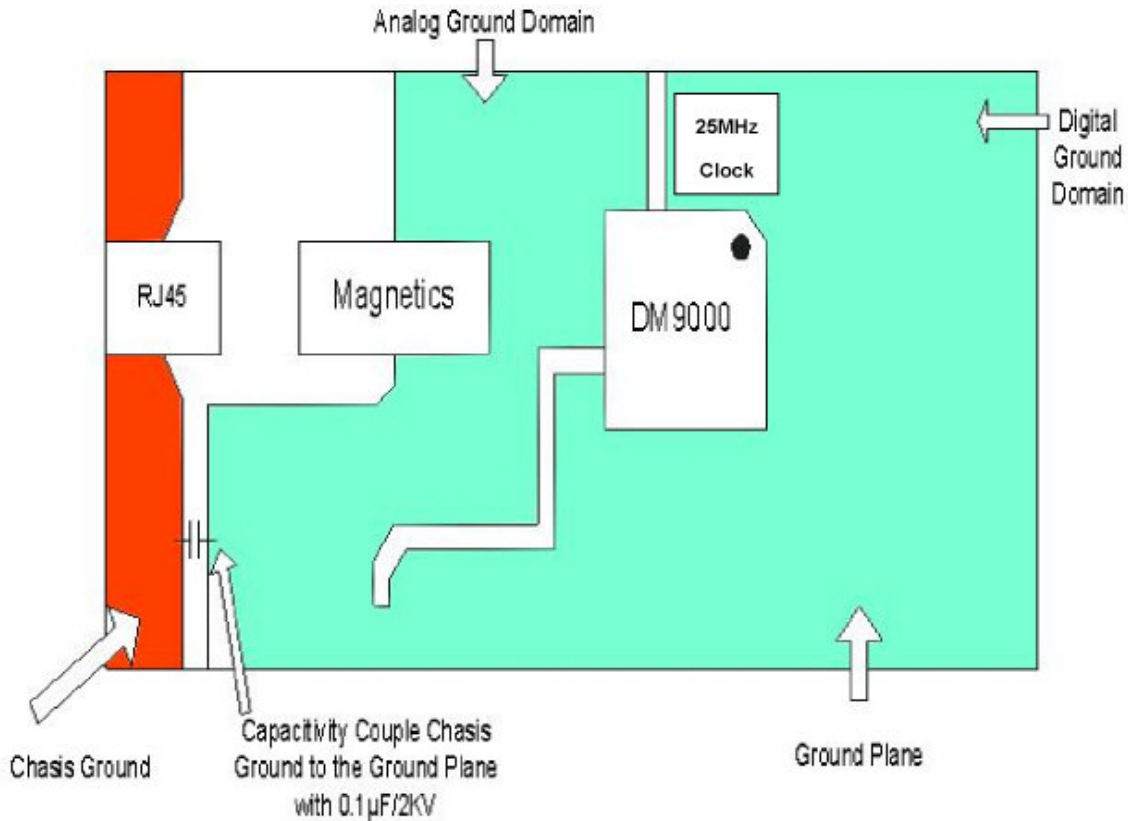 Analog Ground Domain
25MHz
Clock
Digital
Ground
Domain
RJ45
Magnetics
DM9000
Chasis Ground
Capacitivity Couple Chasis
Ground to the Ground Plane
with 0.1µF/2KV
Ground Plane